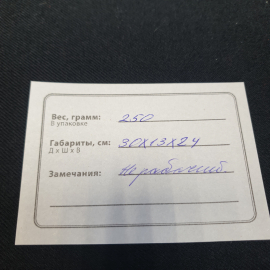 Вес, грамм: 250
В упаковке
Габариты, см: 30х13х24
Д х Ш х В
Замечания: Не рабочий.